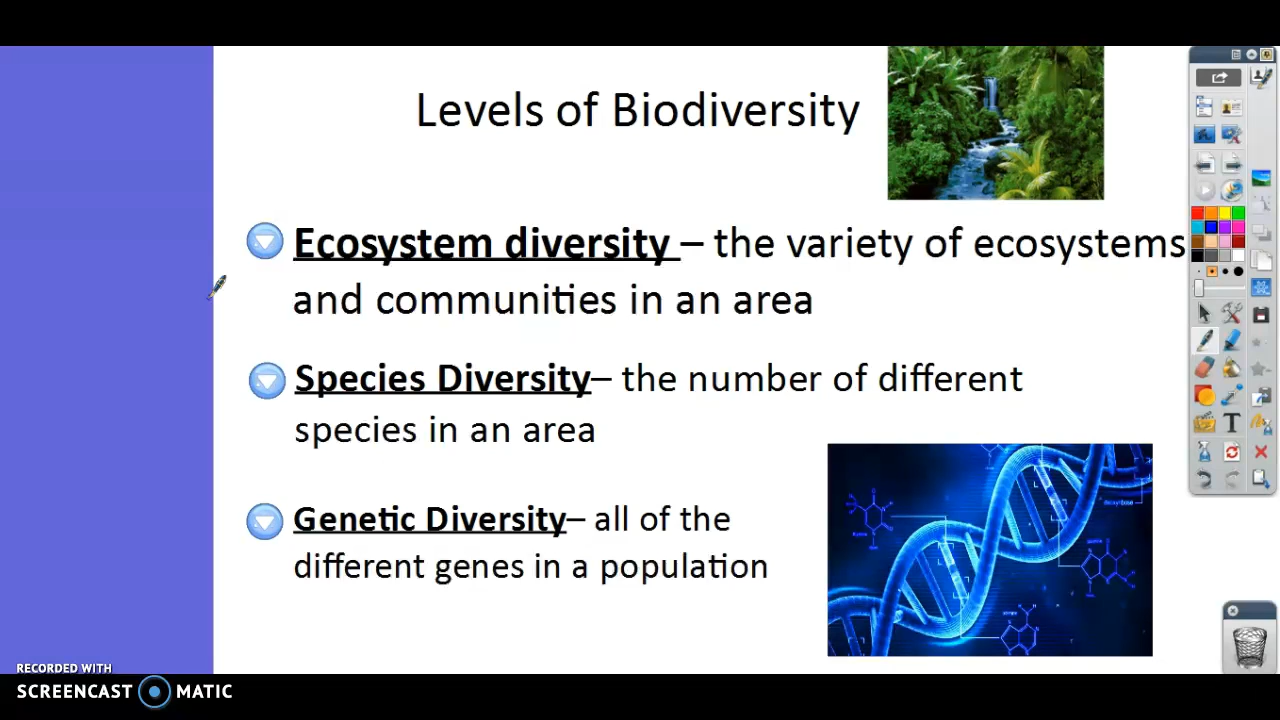 Levels of Biodiversity
Ecosystem diversity – the variety of ecosystems
and communities in an area
Species Diversity– the number of different
species in an area
Genetic Diversity– all of the
different genes in a population
RECORDED WITH
SCREENCAST MATIC